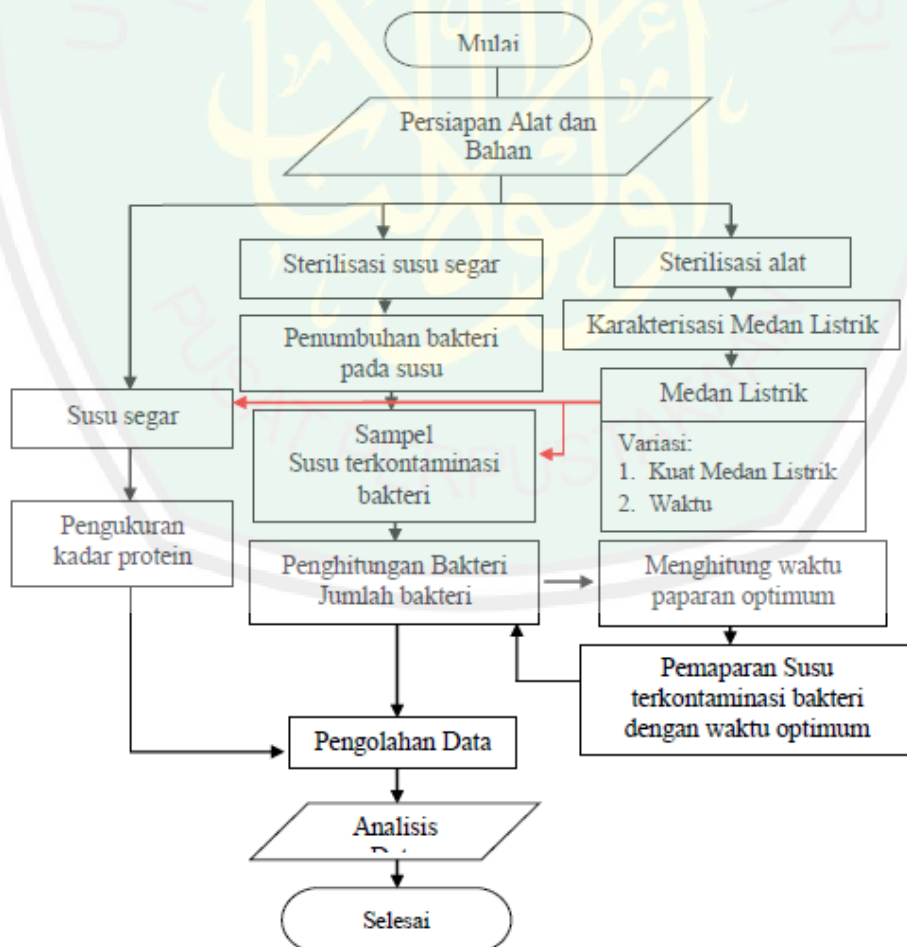 Mulai
Persiapan Alat dan
Bahan
Sterilisasi susu segar
Sterilisasi alat
Penumbuhan bakteri
pada susu
Karakterisasi Medan Listrik
Susu segar
Sampel
Susu terkontaminasi
bakteri
Medan Listrik
Variasi:
1. Kuat Medan Listrik
2. Waktu
Pengukuran
kadar protein
Penghitungan Bakteri
Jumlah bakteri
Menghitung waktu
paparan optimum
Pemaparan Susu
terkontaminasi bakteri
dengan waktu optimum
Pengolahan Data
Analisis
Selesai
PUSAT PERPUSTAKAAN